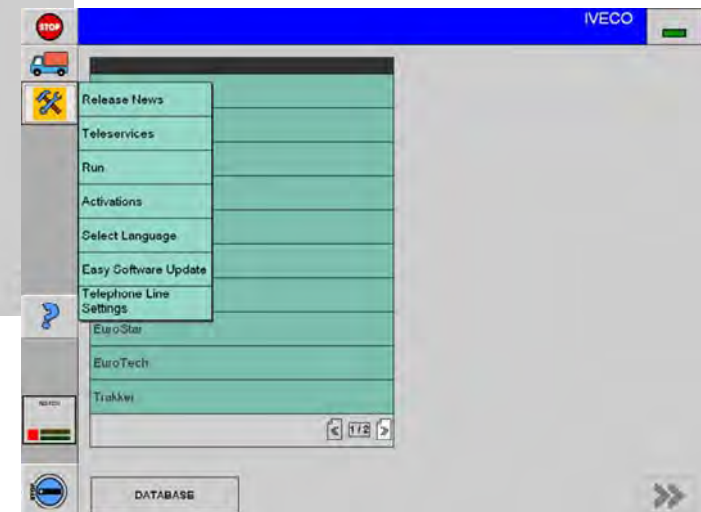 STOP
IVECO
Release News
Teleservices
Run
Activations
Select Language
Easy Software Update
Telephone Line
Settings
EuroStar
EuroTech
Trakker
1/2
STOP
DATABASE